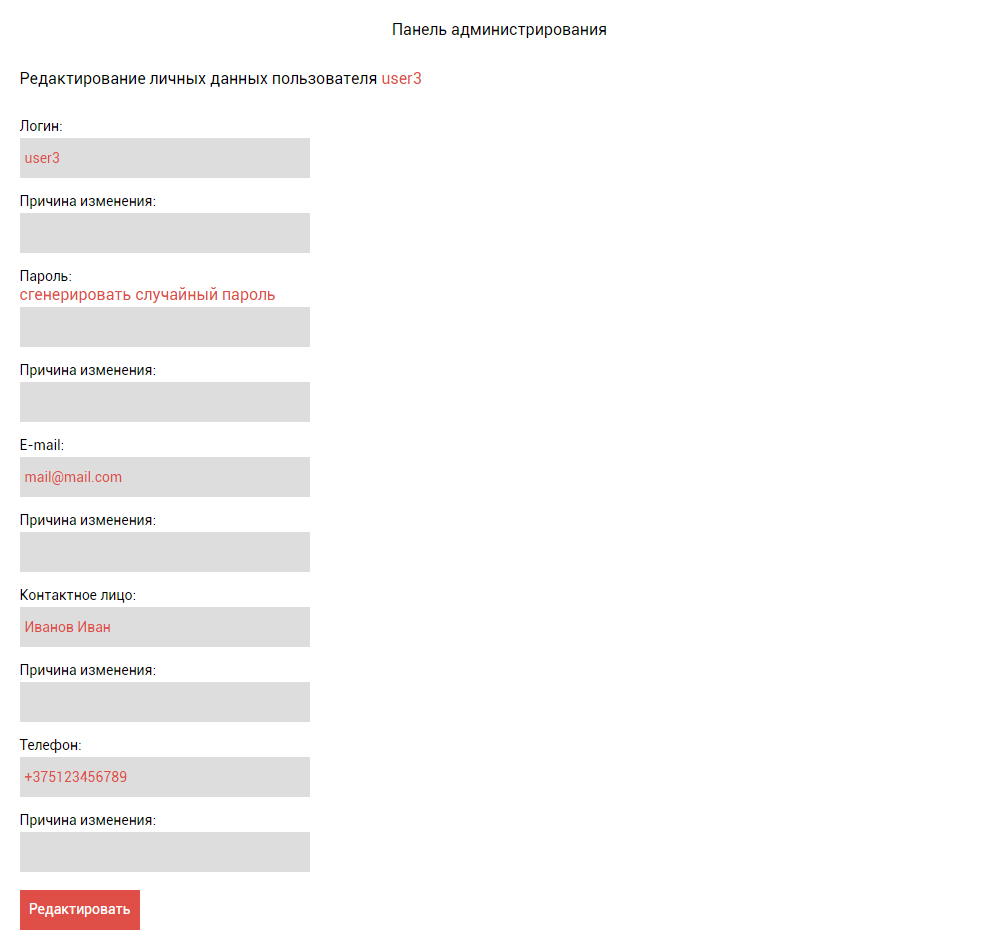 Панель администрирования
Редактирование личных данных пользователя user3
Логин:
user3
Причина изменения:
Пароль:
сгенерировать случайный пароль
Причина изменения:
E-mail:
mail@mail.com
Причина изменения:
Контактное лицо:
Иванов Иван
Причина изменения:
Телефон:
+375123456789
Причина изменения:
Редактировать